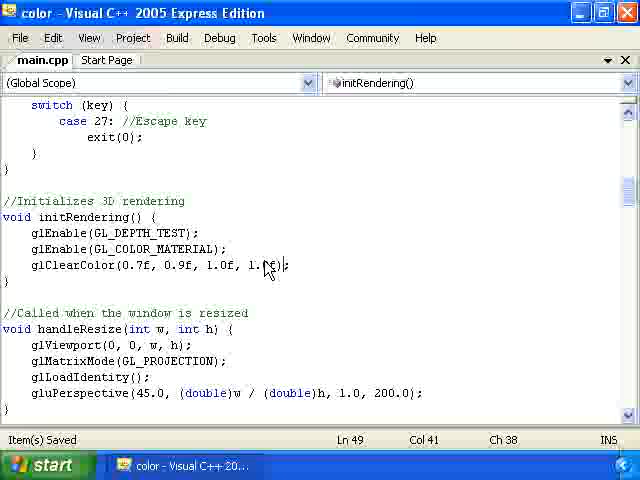 color - Visual C++ 2005 Express Edition
File Edit View Project Build Debug Tools Window Community Help
main.cpp Start Page
(Global Scope) initRendering()
switch (key) {
case 27: //Escape key
exit(0);
}
}
//Initializes 3D rendering
void initRendering() {
glEnable(GL_DEPTH_TEST);
glEnable(GL_COLOR_MATERIAL);
glClearColor(0.7f, 0.9f, 1.0f, 1.0f);
}
//Called when the window is resized
void handleResize(int w, int h) {
glViewport(0, 0, w, h);
glMatrixMode(GL_PROJECTION);
glLoadIdentity();
gluPerspective(45.0, (double)w / (double)h, 1.0, 200.0);
}
Item(s) Saved Ln 49 Col 41 Ch 38 INS
start color - Visual C++ 20...